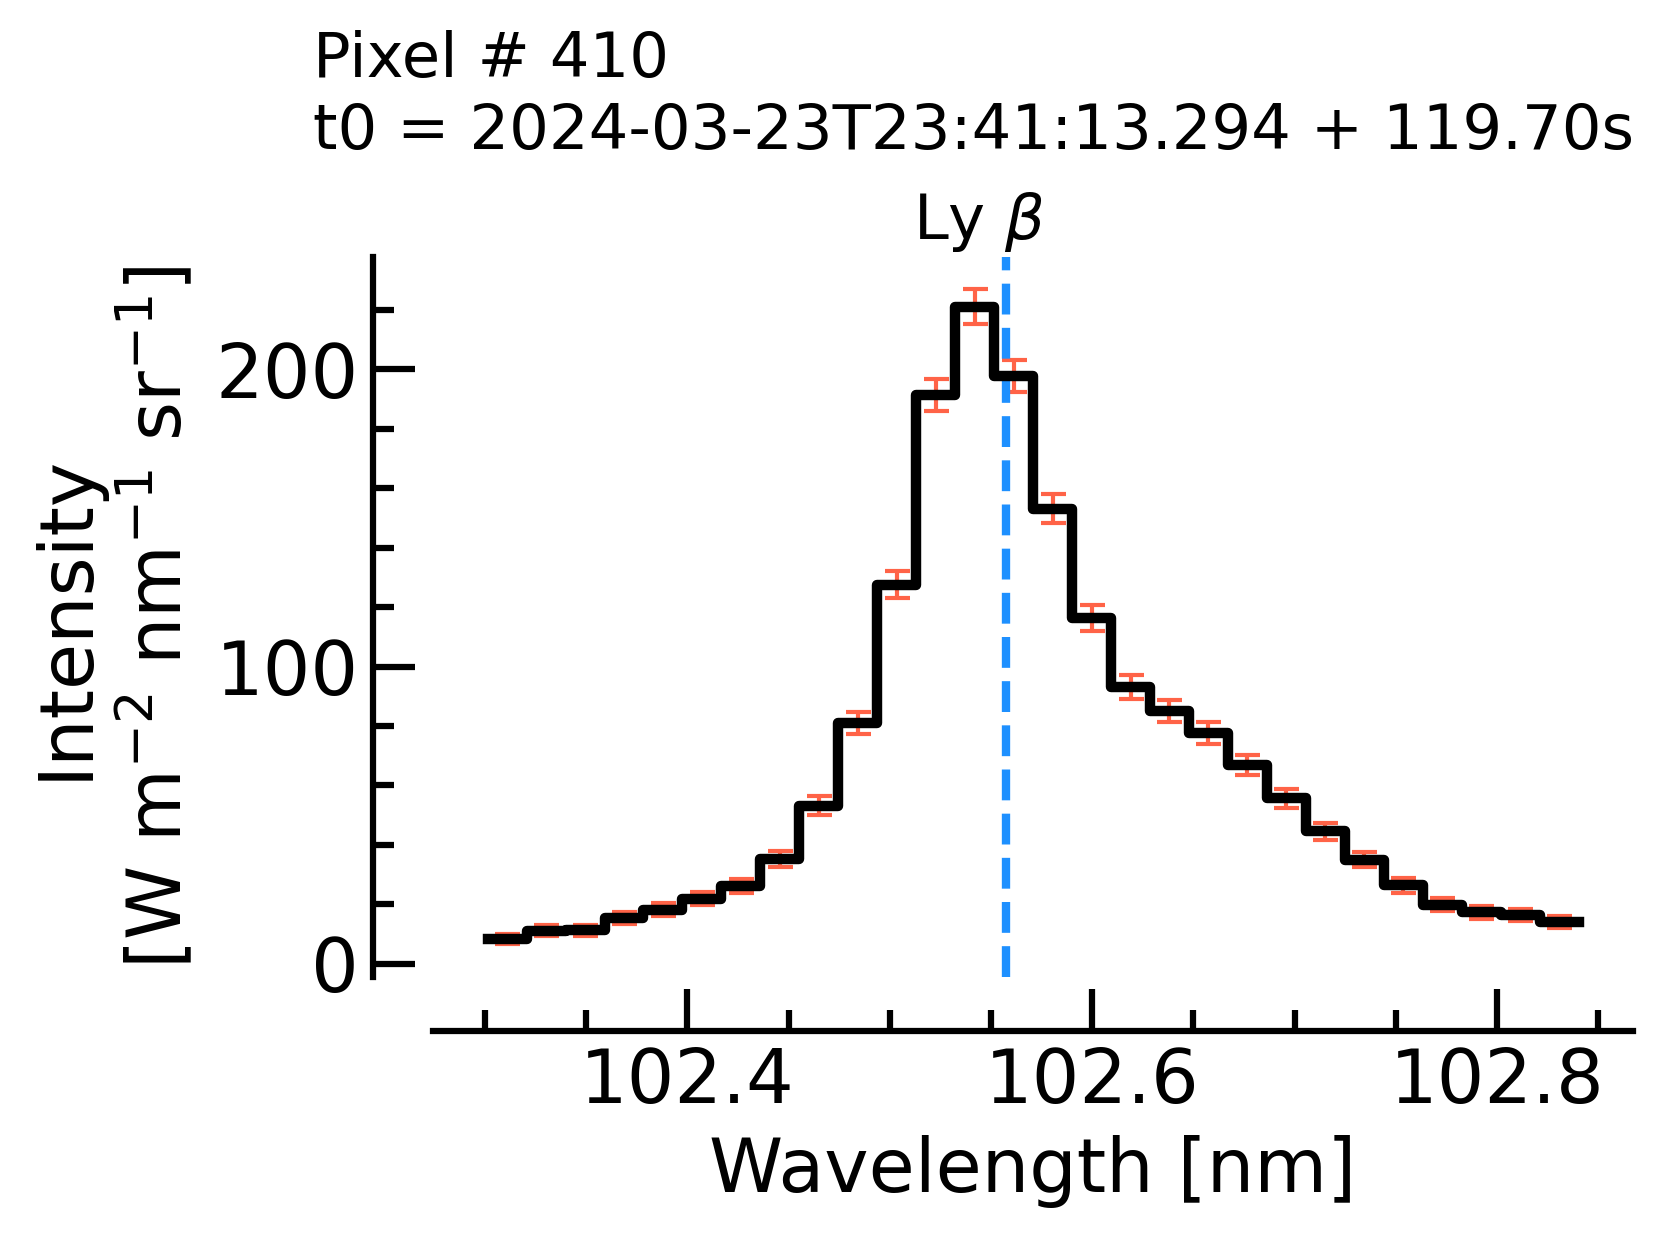 Pixel # 410
t0 = 2024-03-23T23:41:13.294 + 119.70s
Ly β
Intensity
[W m⁻² nm⁻¹ sr⁻¹]
200
100
0
102.4 102.6 102.8
Wavelength [nm]